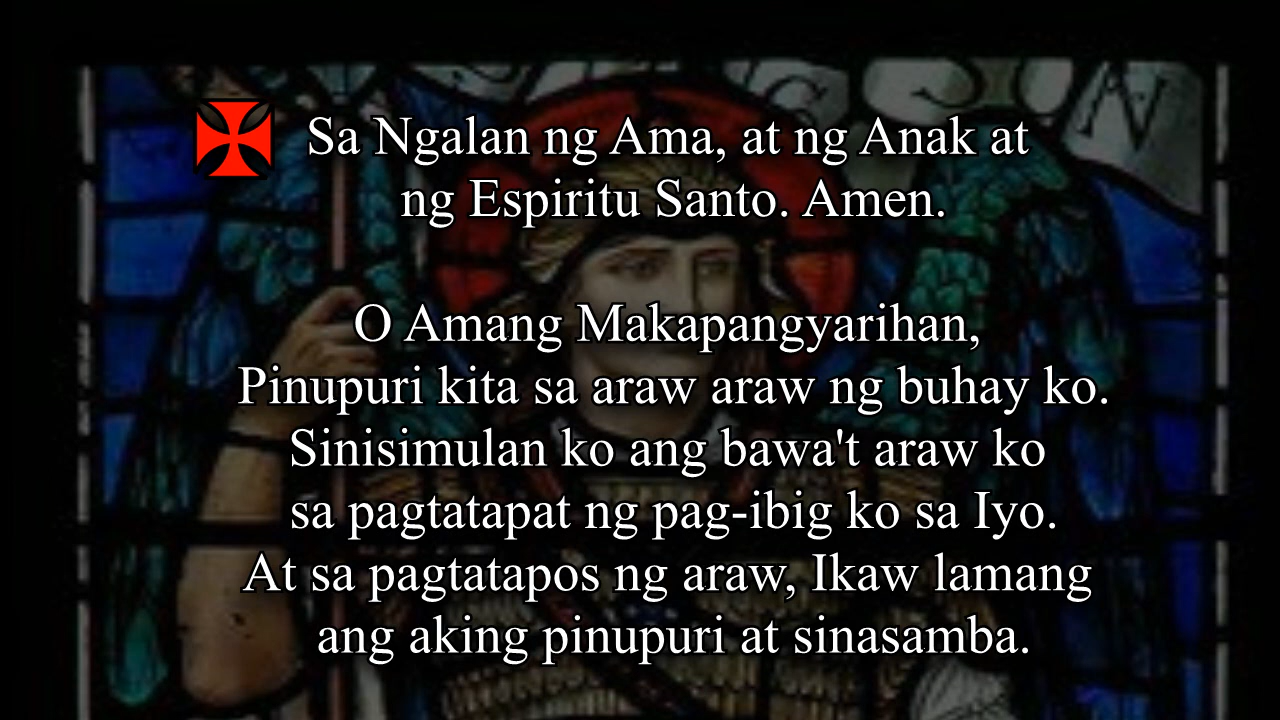 Sa Ngalan ng Ama, at ng Anak at
ng Espiritu Santo. Amen.
O Amang Makapangyarihan,
Pinupuri kita sa araw araw ng buhay ko.
Sinisimulan ko ang bawa't araw ko
sa pagtatapat ng pag-ibig ko sa Iyo.
At sa pagtatapos ng araw, Ikaw lamang
ang aking pinupuri at sinasamba.